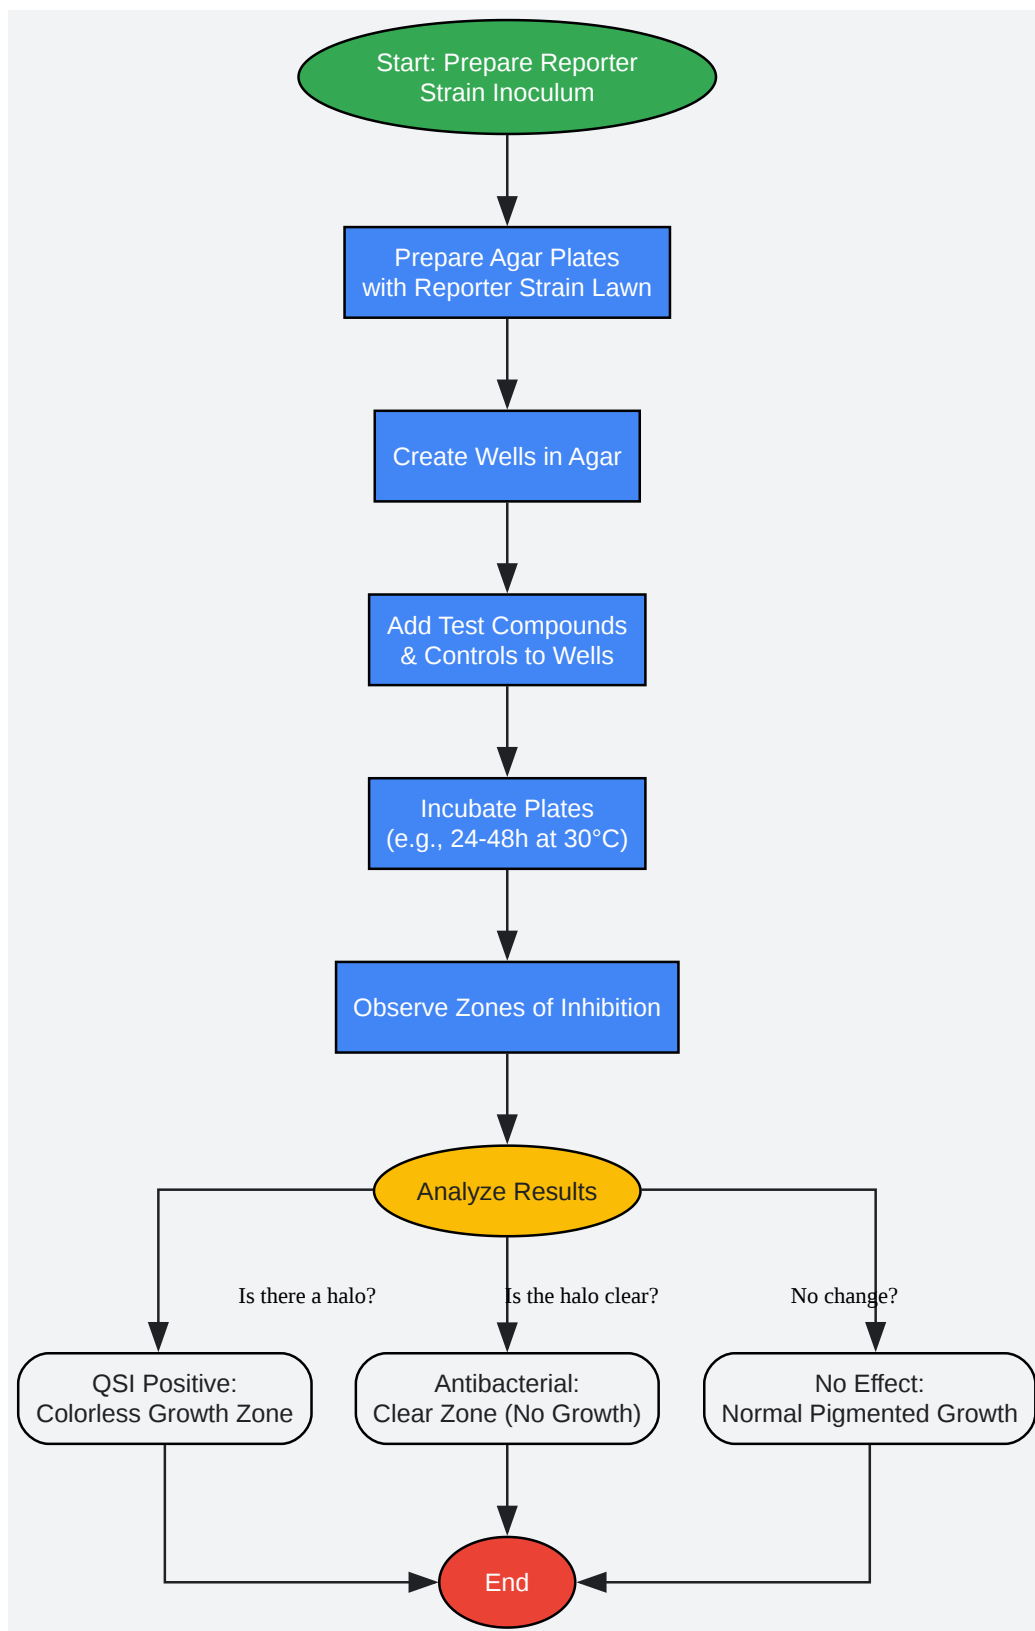 Start: Prepare Reporter
Strain Inoculum
Prepare Agar Plates
with Reporter Strain Lawn
Create Wells in Agar
Add Test Compounds
& Controls to Wells
Incubate Plates
(e.g., 24-48h at 30°C)
Observe Zones of Inhibition
Analyze Results
Is there a halo?
Is the halo clear?
No change?
QSI Positive:
Colorless Growth Zone
Antibacterial:
Clear Zone (No Growth)
No Effect:
Normal Pigmented Growth
End